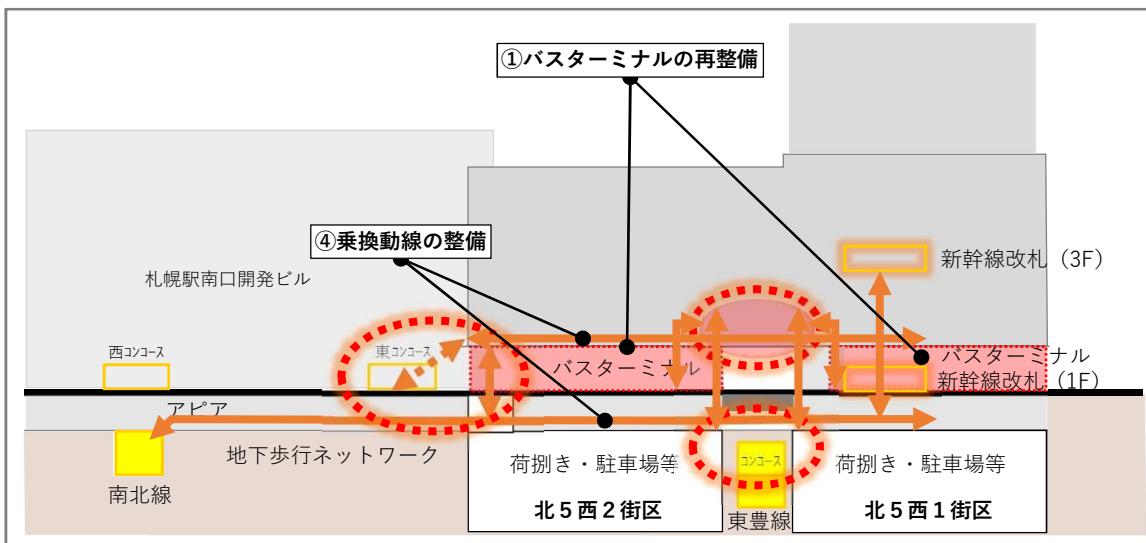 ①バスターミナルの再整備
④乗換動線の整備
札幌駅南口開発ビル
新幹線改札（3F）
西コンコース
東コンコース
バスターミナル
バスターミナル
新幹線改札（1F）
アピア
地下歩行ネットワーク
南北線
荷捌き・駐車場等
コンコース
荷捌き・駐車場等
北５西２街区
東豊線
北５西１街区